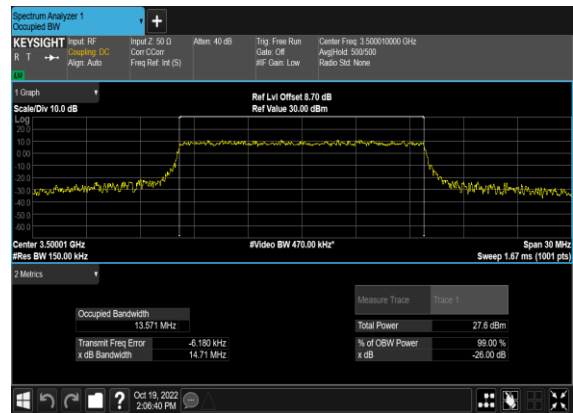 Spectrum Analyzer 1
Occupied BW
+
KEYSIGHT Input: RF Input Z: 50 Ω Atten: 40 dB Trig: Free Run Center Freq: 3.500010000 GHz
R T Coupling: DC Corr CCorr Gate: Off Avg|Hold: 500/500
Align: Auto Freq Ref: Int (S) #IF Gain: Low Radio Std: None
1 Graph
Ref Lvl Offset 8.70 dB
Scale/Div 10.0 dB Ref Value 30.00 dBm
Log
20.0
10.0
0.00
-10.0
-20.0
-30.0
-40.0
-50.0
-60.0
Center 3.50001 GHz #Video BW 470.00 kHz* Span 30 MHz
#Res BW 150.00 kHz Sweep 1.67 ms (1001 pts)
2 Metrics
Measure Trace Trace 1
Occupied Bandwidth
13.571 MHz Total Power 27.6 dBm
Transmit Freq Error -6.180 kHz % of OBW Power 99.00 %
x dB Bandwidth 14.71 MHz x dB -26.00 dB
? Oct 19, 2022
2:06:40 PM